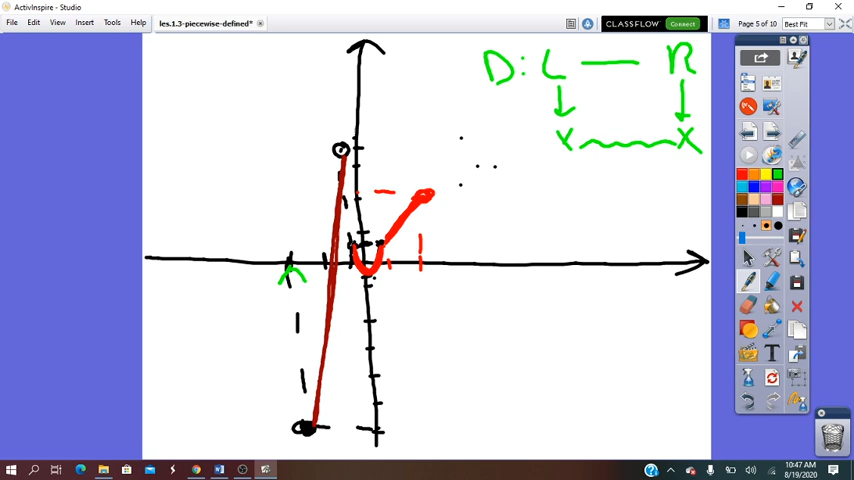 ActivInspire - Studio
File Edit View Insert Tools Help
les.1.3-piecewise-defined*
CLASSFLOW Connect
Page 5 of 10
Best Fit
D: L — R
x x
T
10:47 AM
8/19/2020